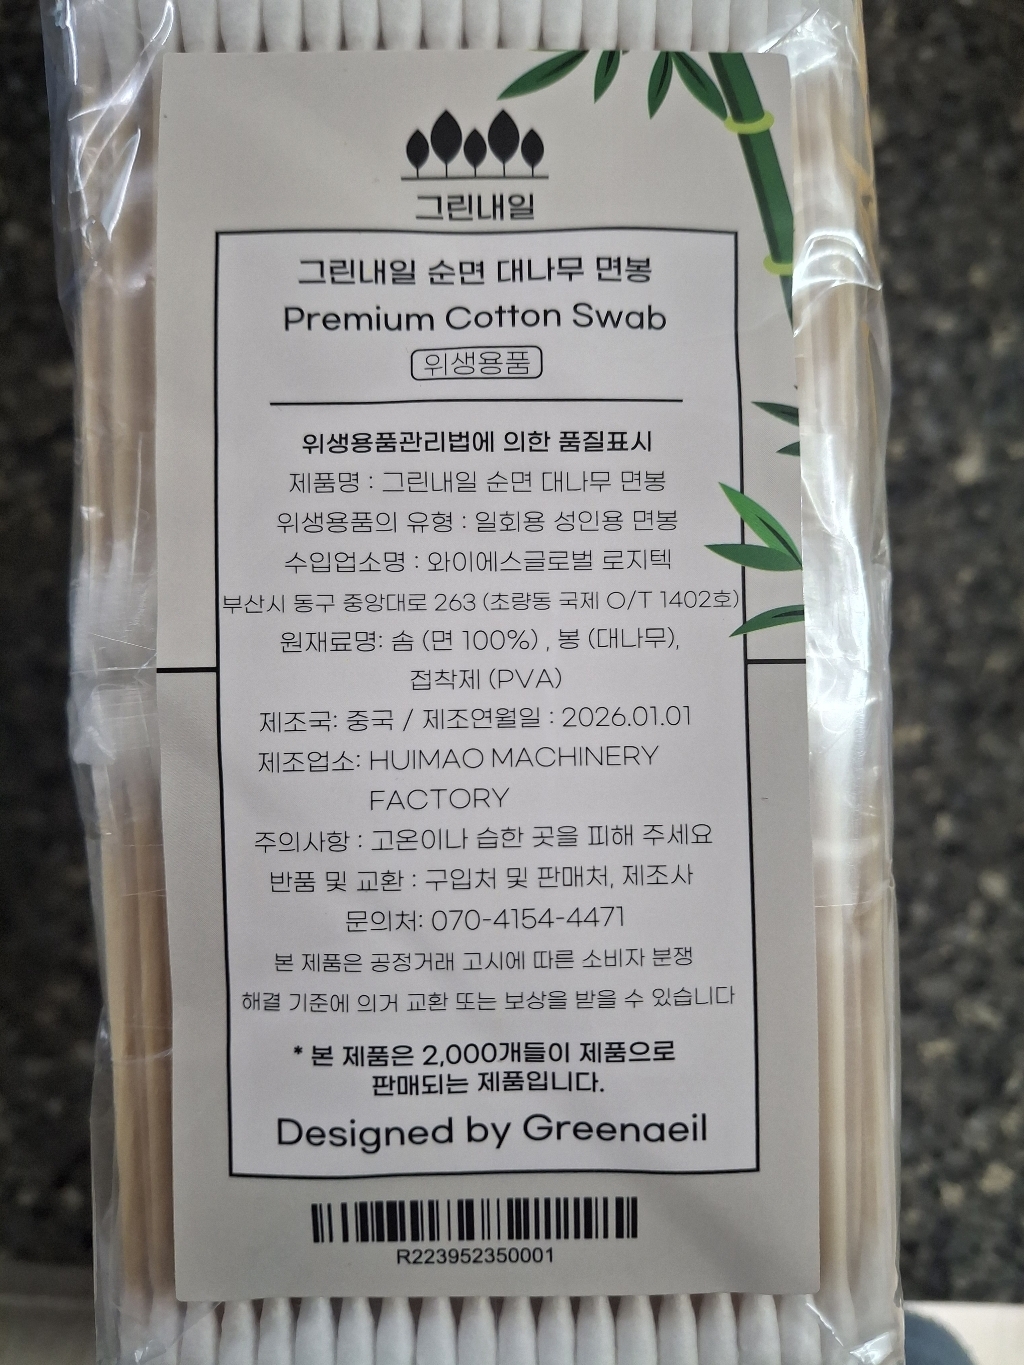 그린내일
그린내일 순면 대나무 면봉
Premium Cotton Swab
위생용품
위생용품관리법에 의한 품질표시
제품명 : 그린내일 순면 대나무 면봉
위생용품의 유형 : 일회용 성인용 면봉
수입업소명 : 와이에스글로벌 로지텍
부산시 동구 중앙대로 263 (초량동 국제 O/T 1402호)
원재료명: 솜 (면 100%) , 봉 (대나무),
접착제 (PVA)
제조국: 중국 / 제조연월일 : 2026.01.01
제조업소: HUIMAO MACHINERY
FACTORY
주의사항 : 고온이나 습한 곳을 피해 주세요
반품 및 교환 : 구입처 및 판매처, 제조사
문의처: 070-4154-4471
본 제품은 공정거래 고시에 따른 소비자 분쟁
해결 기준에 의거 교환 또는 보상을 받을 수 있습니다
* 본 제품은 2,000개들이 제품으로
판매되는 제품입니다.
Designed by Greenaeil
R223952350001